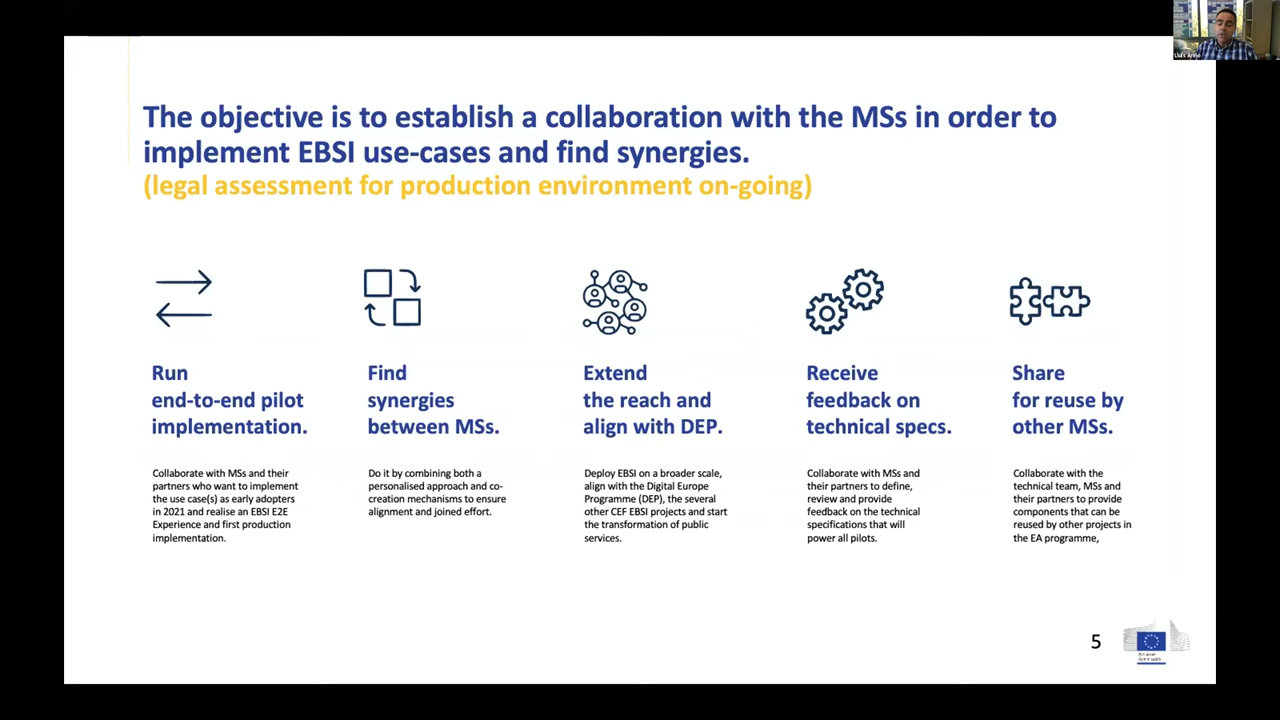 The objective is to establish a collaboration with the MSs in order to
implement EBSI use-cases and find synergies.
(legal assessment for production environment on-going)
Run
end-to-end pilot
implementation.
Collaborate with MSs and their
partners who want to implement
the use case(s) as early adopters
in 2021 and realise an EBSI E2E
Experience and first production
implementation.
Find
synergies
between MSs.
Do it by combining both a
personalised approach and co-
creation mechanisms to ensure
alignment and joined effort.
Extend
the reach and
align with DEP.
Deploy EBSI on a broader scale,
align with the Digital Europe
Programme (DEP), the several
other CEF EBSI projects and start
the transformation of public
services.
Receive
feedback on
technical specs.
Collaborate with MSs and
their partners to define,
review and provide
feedback on the technical
specifications that will
power all pilots.
Share
for reuse by
other MSs.
Collaborate with the
technical team, MSs and
their partners to provide
components that can be
reused by other projects in
the EA programme,
5
European
Commission